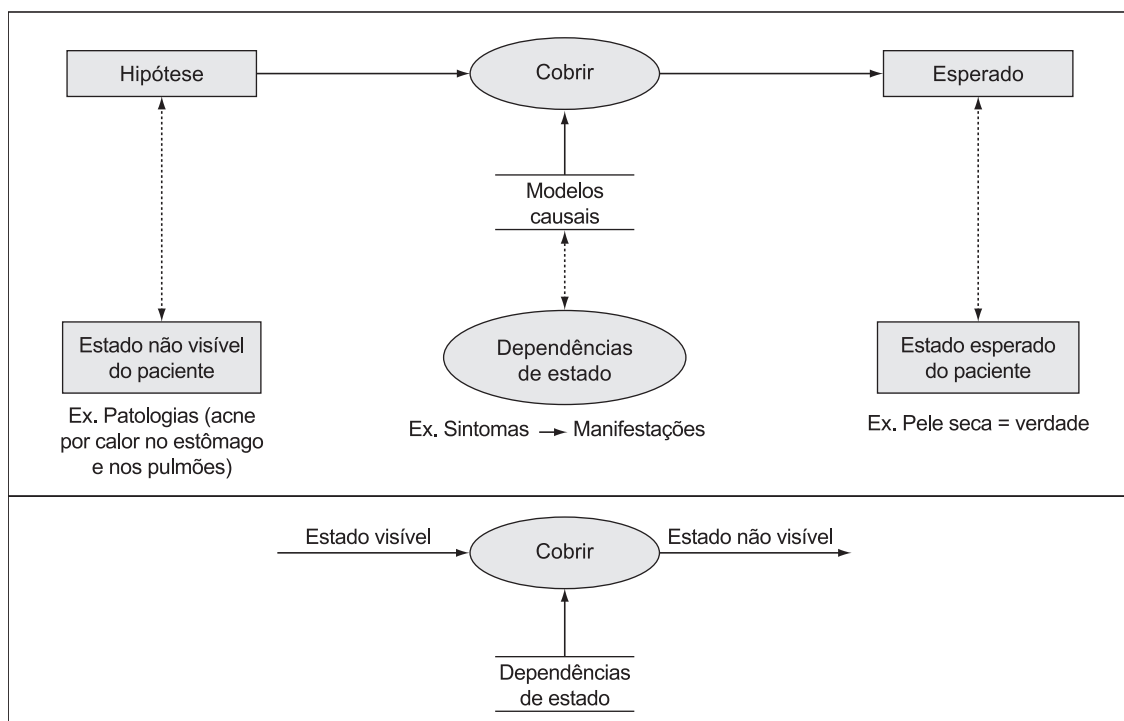 Hipótese
Cobrir
Esperado
Modelos
causais
Estado não visível
do paciente
Dependências
de estado
Estado esperado
do paciente
Ex. Patologias (acne
por calor no estômago
e nos pulmões)
Ex. Sintomas → Manifestações
Ex. Pele seca = verdade
Estado visível
Cobrir
Estado não visível
Dependências
de estado